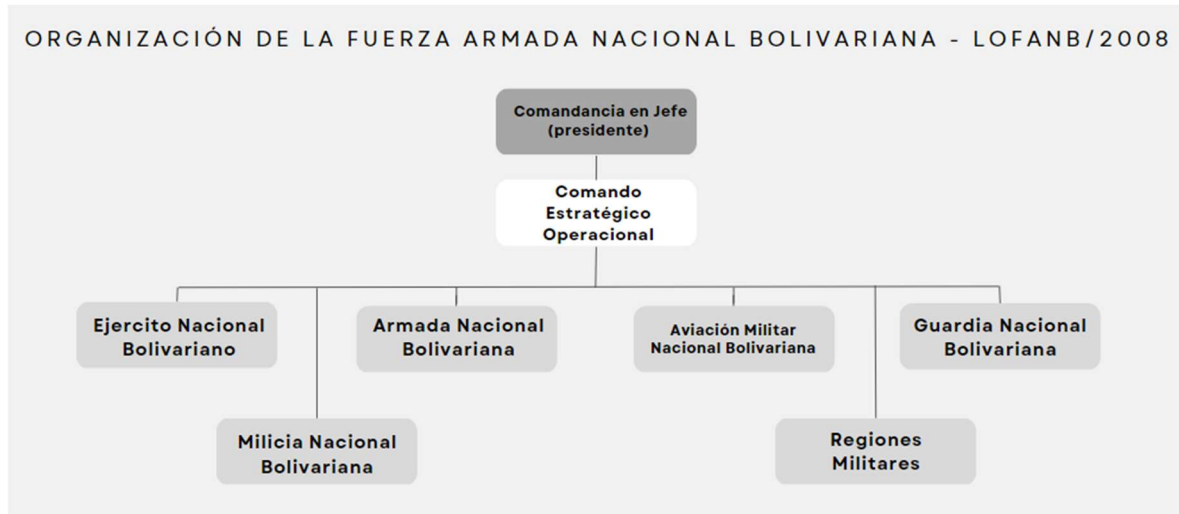 ORGANIZACIÓN DE LA FUERZA ARMADA NACIONAL BOLIVARIANA - LOFANB/2008
Comandancia en Jefe
(presidente)
Comando
Estratégico
Operacional
Ejercito Nacional
Bolivariano
Armada Nacional
Bolivariana
Aviación Militar
Nacional Bolivariana
Guardia Nacional
Bolivariana
Milicia Nacional
Bolivariana
Regiones
Militares